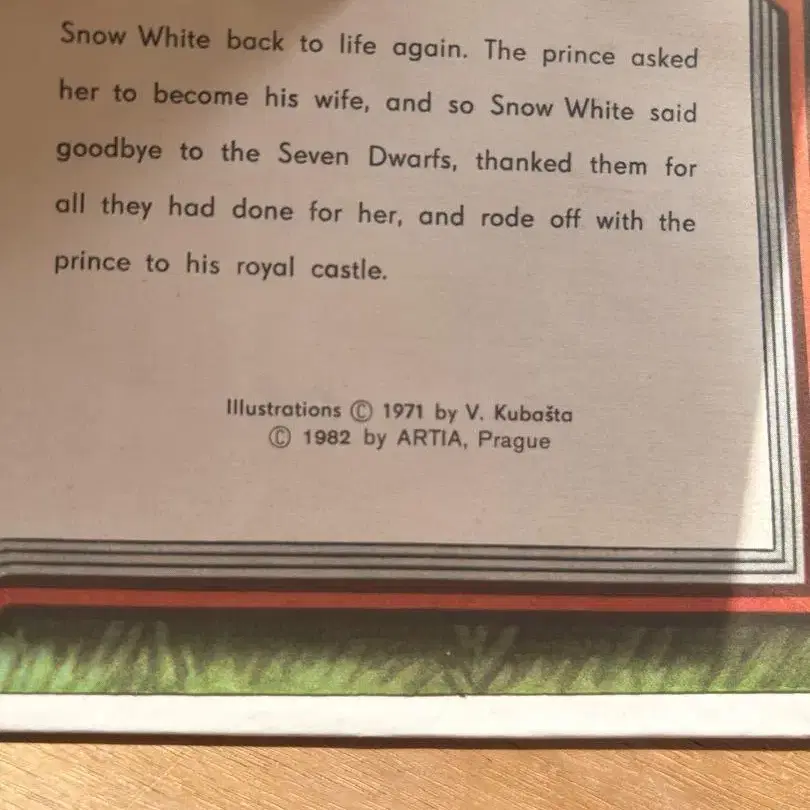 Snow White back to life again. The prince asked
her to become his wife, and so Snow White said
goodbye to the Seven Dwarfs, thanked them for
all they had done for her, and rode off with the
prince to his royal castle.
Illustrations © 1971 by V. Kubašta
© 1982 by ARTIA, Prague